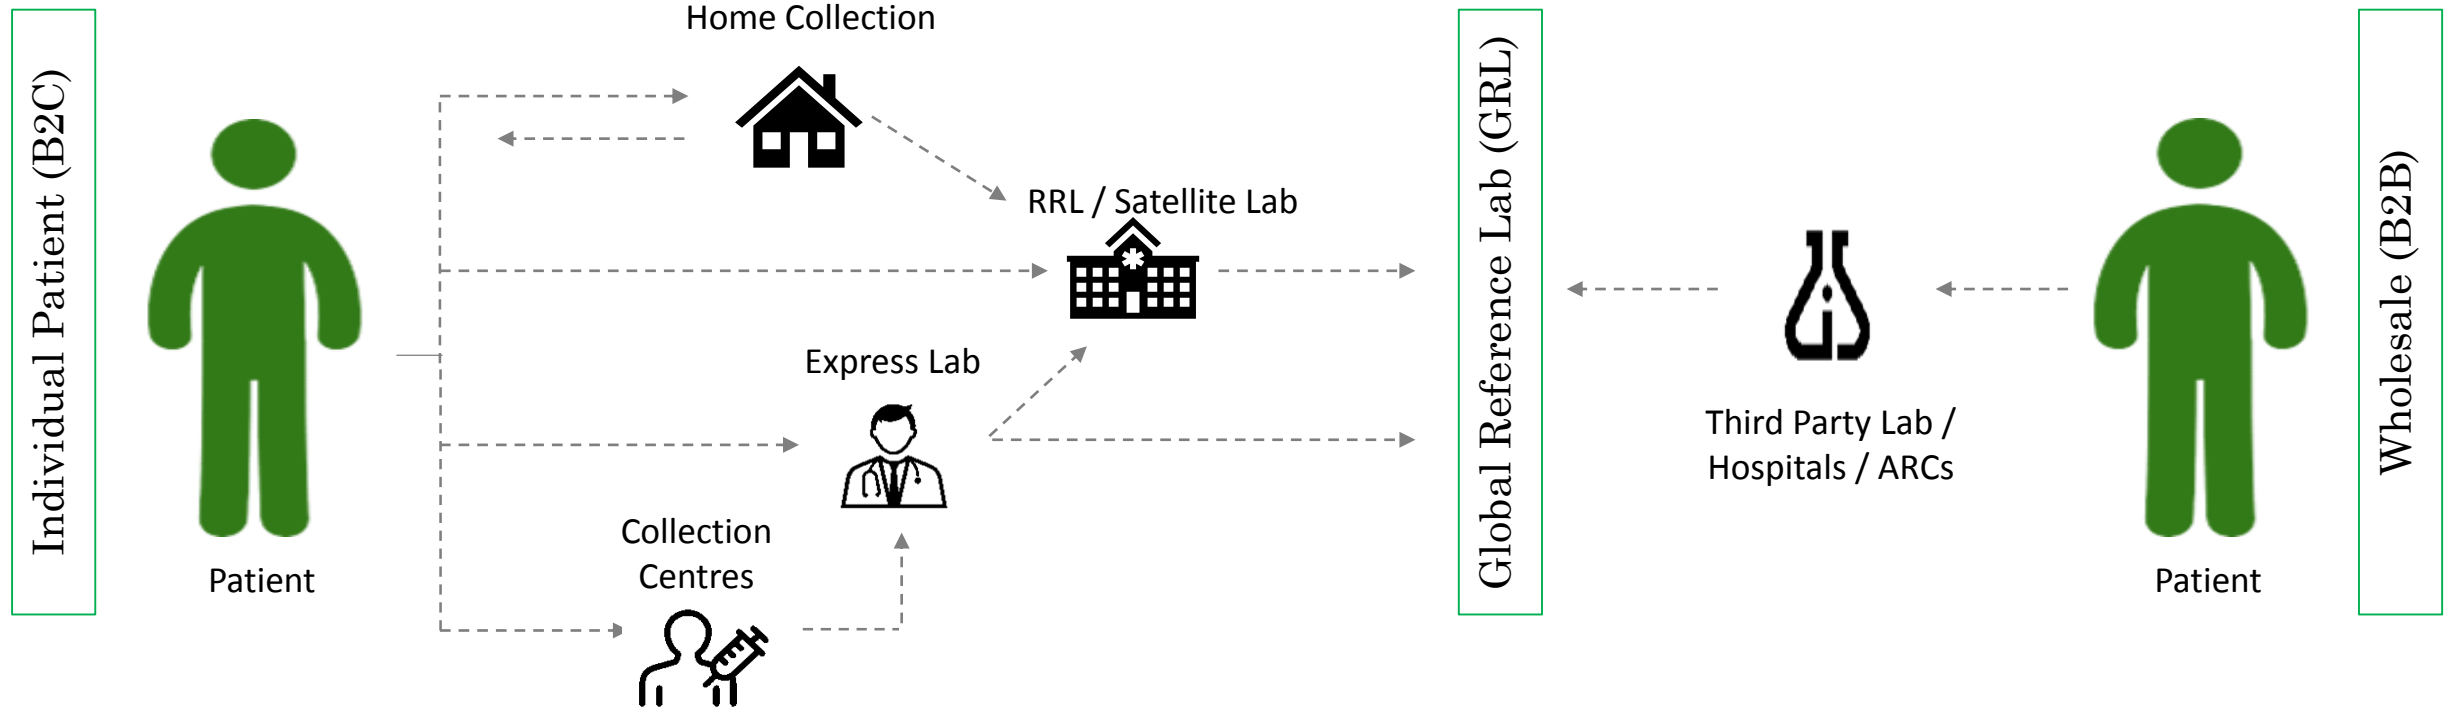 Individual Patient (B2C)
Patient
Home Collection
RRL / Satellite Lab
Express Lab
Collection
Centres
Global Reference Lab (GRL)
Third Party Lab /
Hospitals / ARCs
Patient
Wholesale (B2B)